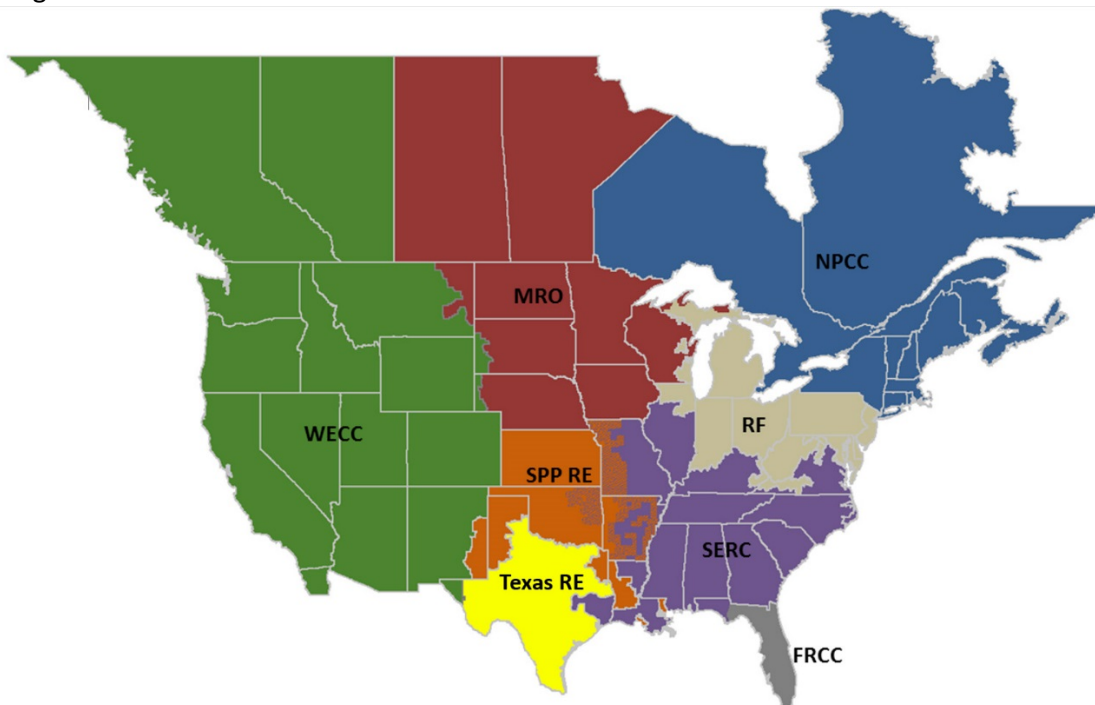 NPCC
MRO
RF
WECC
SPP RE
SERC
Texas RE
FRCC